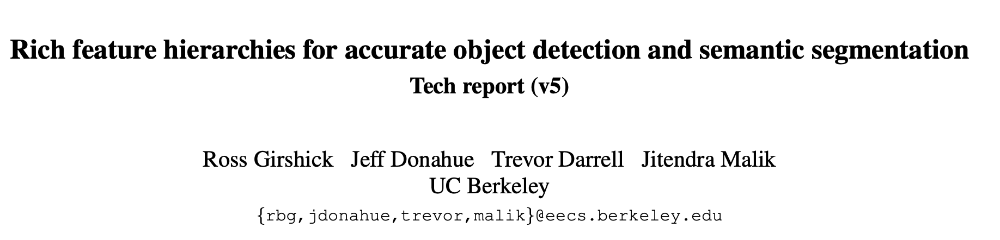 Rich feature hierarchies for accurate object detection and semantic segmentation
Tech report (v5)
Ross Girshick Jeff Donahue Trevor Darrell Jitendra Malik
UC Berkeley
{rbg,jdonahue,trevor,malik}@eecs.berkeley.edu